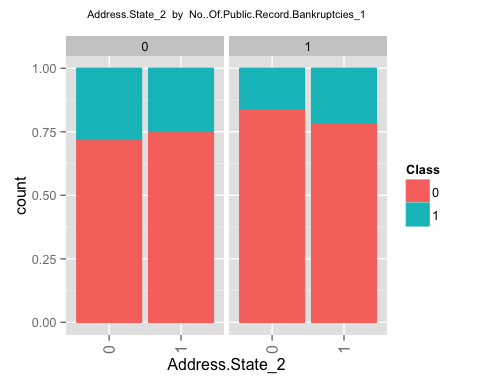 Address.State_2 by No..Of.Public.Record.Bankruptcies_1
0 1
1.00
0.75
0.50
0.25
0.00
count
0 1 0 1
Address.State_2
Class
0
1